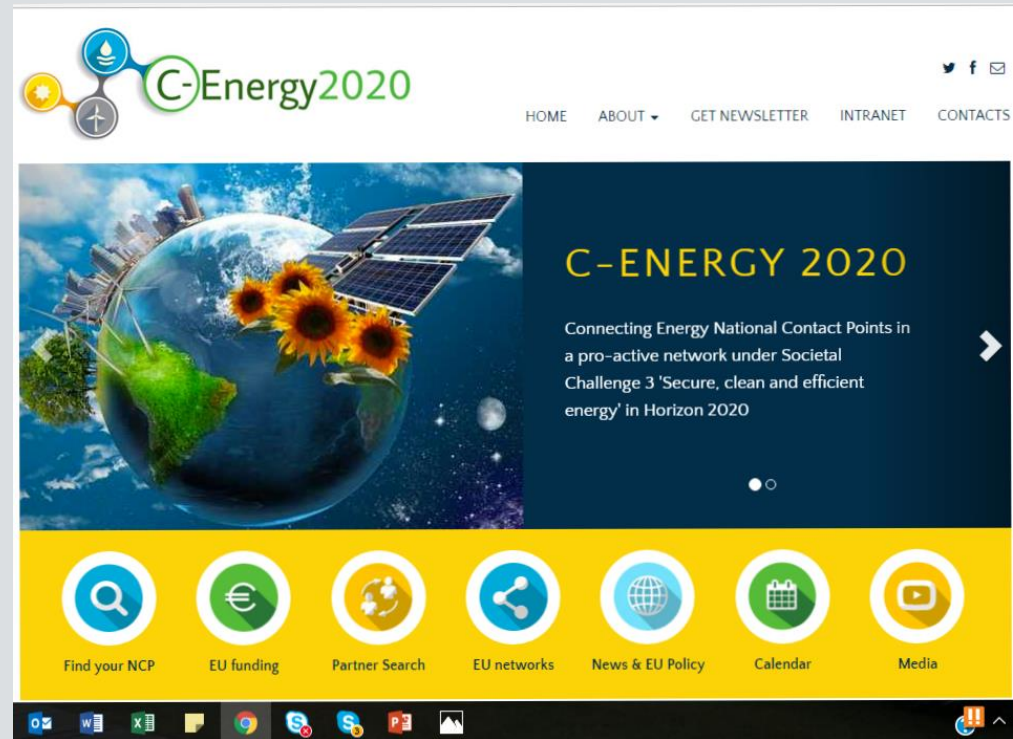 C-Energy2020
HOME ABOUT GET NEWSLETTER INTRANET CONTACTS
C-ENERGY 2020
Connecting Energy National Contact Points in
a pro-active network under Societal
Challenge 3 'Secure, clean and efficient
energy' in Horizon 2020
Find your NCP EU funding Partner Search EU networks News & EU Policy Calendar Media